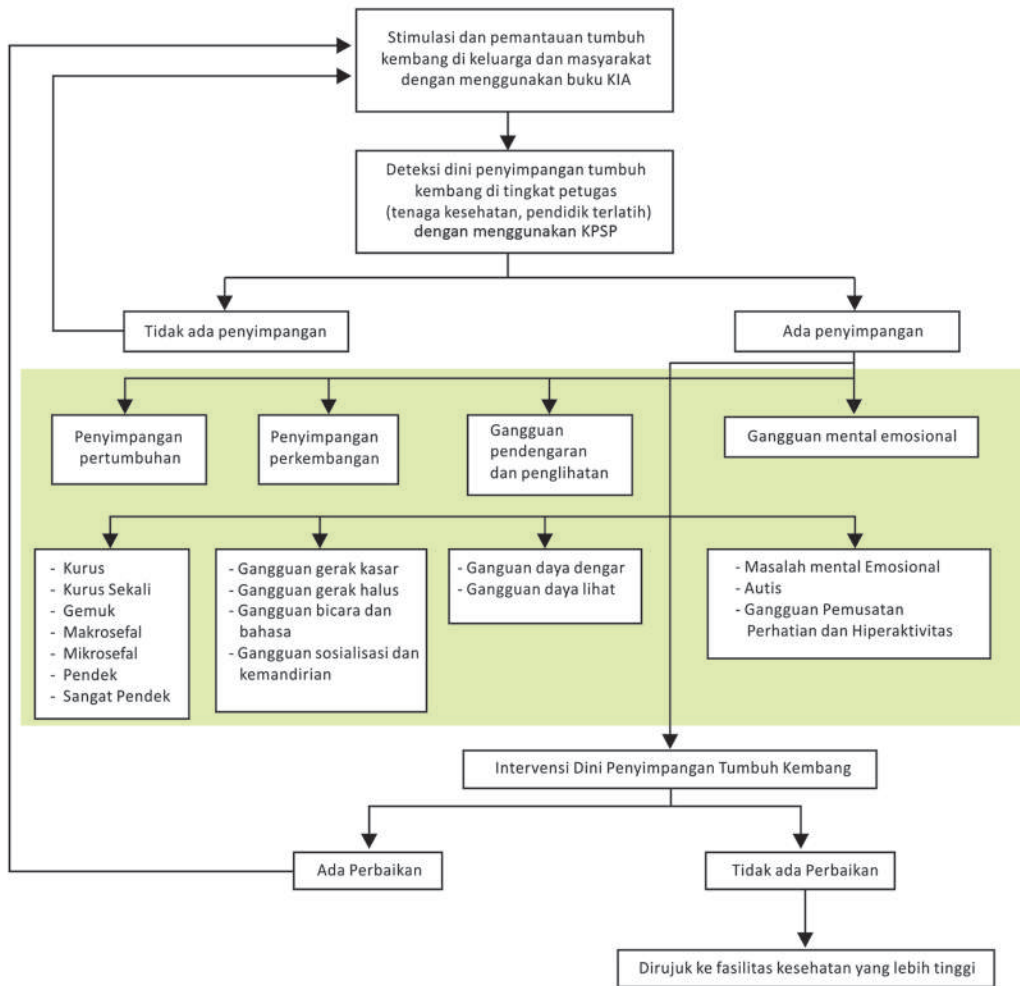 Stimulasi dan pemantauan tumbuh
kembang di keluarga dan masyarakat
dengan menggunakan buku KIA
Deteksi dini penyimpangan tumbuh
kembang di tingkat petugas
(tenaga kesehatan, pendidik terlatih)
dengan menggunakan KPSP
Tidak ada penyimpangan
Ada penyimpangan
Penyimpangan
pertumbuhan
Penyimpangan
perkembangan
Gangguan
pendengaran
dan penglihatan
Gangguan mental emosional
- Kurus
- Kurus Sekali
- Gemuk
- Makrosefal
- Mikrosefal
- Pendek
- Sangat Pendek
- Gangguan gerak kasar
- Gangguan gerak halus
- Gangguan bicara dan
bahasa
- Gangguan sosialisasi dan
kemandirian
- Ganguan daya dengar
- Gangguan daya lihat
- Masalah mental Emosional
- Autis
- Gangguan Pemusatan
Perhatian dan Hiperaktivitas
Intervensi Dini Penyimpangan Tumbuh Kembang
Ada Perbaikan
Tidak ada Perbaikan
Dirujuk ke fasilitas kesehatan yang lebih tinggi